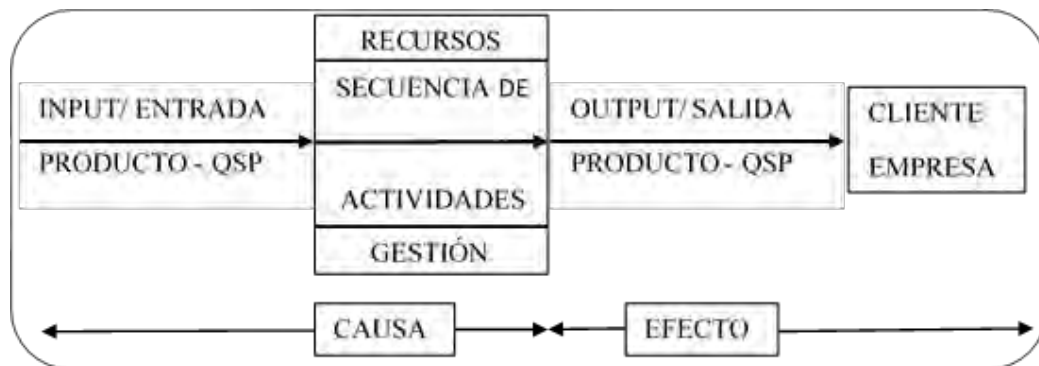 RECURSOS
INPUT/ ENTRADA
PRODUCTO - QSP
SECUENCIA DE
ACTIVIDADES
GESTIÓN
OUTPUT/ SALIDA
PRODUCTO - QSP
CLIENTE
EMPRESA
CAUSA
EFECTO